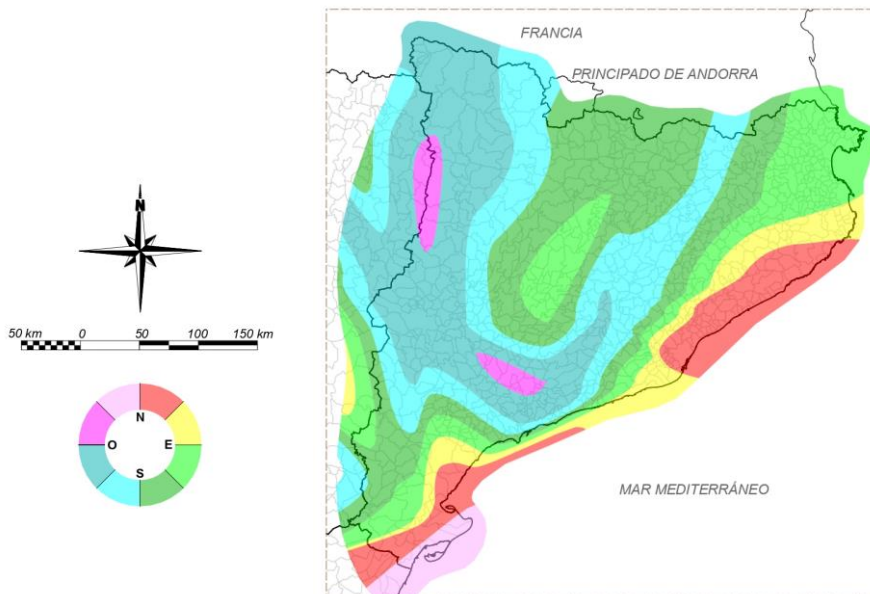 FRANCIA
PRINCIPADO DE ANDORRA
N
50 km 0 50 100 150 km
N
O E
S
MAR MEDITERRÁNEO